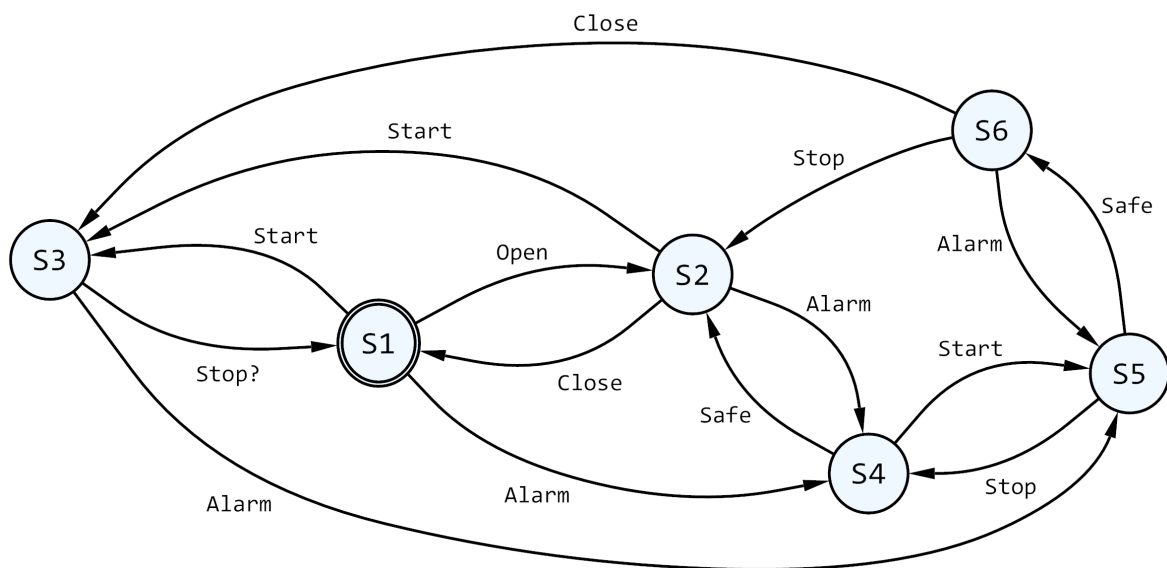 Close
Start
Stop
S6
Safe
Start
Open
Alarm
S3
S2
Alarm
Stop?
S1
Close
Start
S5
Safe
S4
Alarm
Alarm
Stop